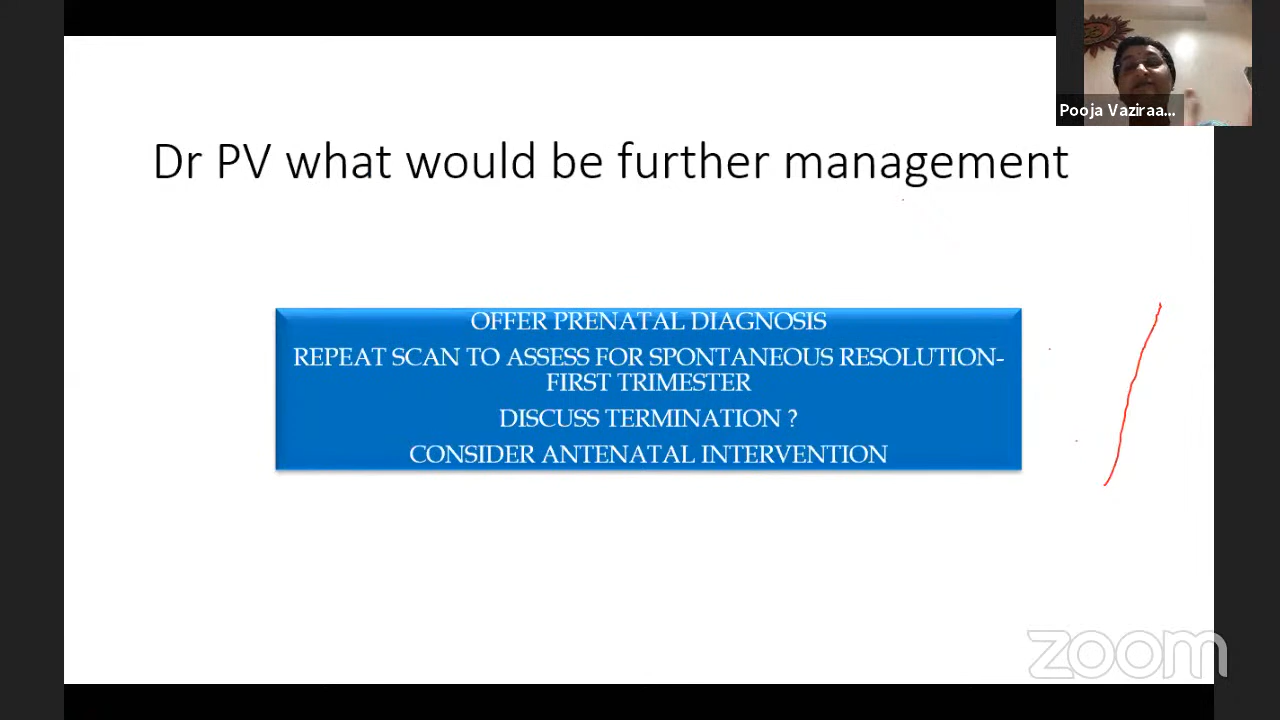 Pooja Vaziraa...
Dr PV what would be further management
OFFER PRENATAL DIAGNOSIS
REPEAT SCAN TO ASSESS FOR SPONTANEOUS RESOLUTION-
FIRST TRIMESTER
DISCUSS TERMINATION ?
CONSIDER ANTENATAL INTERVENTION
zoom